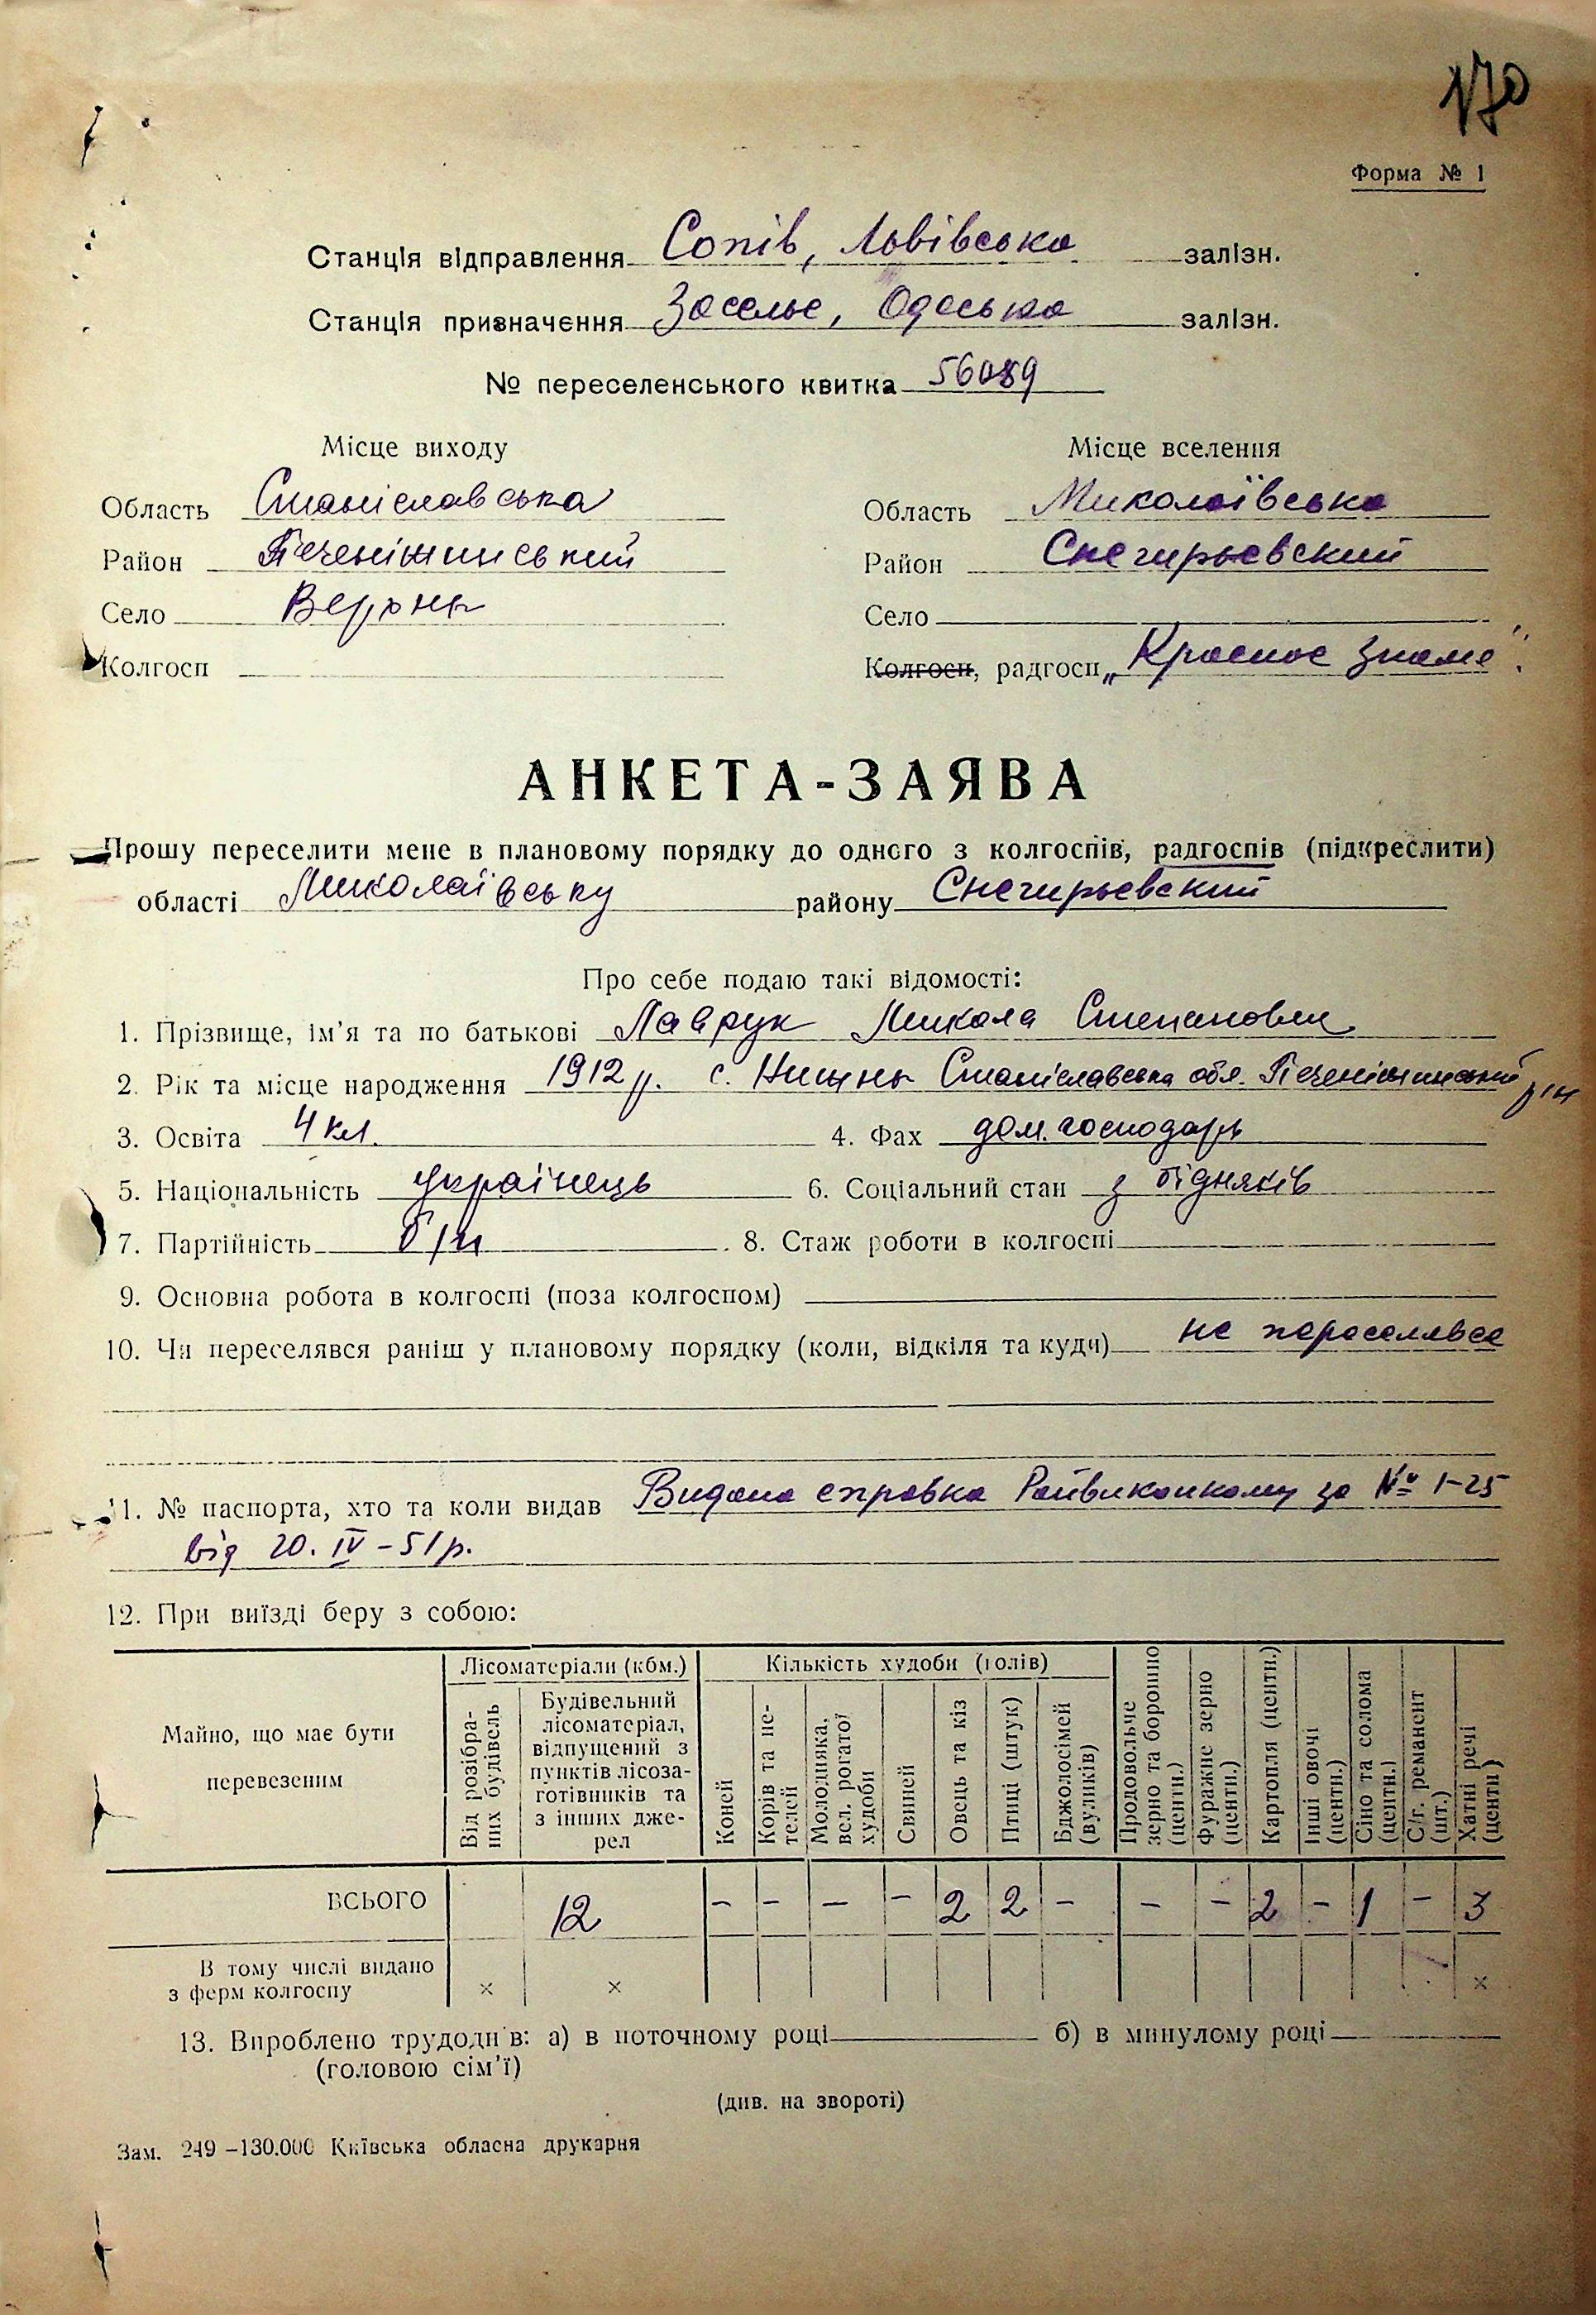 170
Форма № 1
Станція відправлення Сопів, Львівська залізн.
Станція призначення Заселье, Одеська залізн.
№ переселенського квитка 56089
Місце виходу
Область Станіславська
Район Печеніжинський
Село
Колгосп
Місце вселення
Область Миколаївська
Район Снегирьевский
Село
Колгосп, радгосп „Красное Знамя".
АНКЕТА-ЗАЯВА
Прошу переселити мене в плановому порядку до одного з колгоспів, радгоспів (підкреслити)
області Миколаївську району Снегирьевский
Про себе подаю такі відомості:
1. Прізвище, ім'я та по батькові Лаврук Микола Степанович
2. Рік та місце народження 1912 р. с. Станіславська обл. Печеніжинський р-н
3. Освіта 4 кл. 4. Фах дом. господарь
5. Національність українець 6. Соціальний стан з бідняків
7. Партійність б/п 8. Стаж роботи в колгоспі
9. Основна робота в колгоспі (поза колгоспом)
10. Чи переселявся раніш у плановому порядку (коли, відкіля та куди) не переселявся
11. № паспорта, хто та коли видав Видана справка Райвиконкому за № 1-25
від 20. IV - 51 р.
12. При виїзді беру з собою:
Майно, що має бути перевезеним
Лісоматеріали (кбм.)
Від розібраних будівель
Будівельний лісоматеріал, відпущений з пунктів лісозаготівників та з інших джерел
Кількість худоби (голів)
Коней
Корів та нетелей
Молодняка, вел. рогатої худоби
Свиней
Овець та кіз
Птиці (штук)
Бджолосімей (вуликів)
Продовольче зерно та борошно (центн.)
Фуражне зерно (центн.)
Картопля (центн.)
Інші овочі (центн.)
Сіно та солома (центн.)
С/г. реманент (шт.)
Хатні речі (центн)
ВСЬОГО 12 – – – – 2 2 – – – 2 – 1 – 3
В тому числі видано
з ферм колгоспу × × ×
13. Вироблено трудоднів: а) в поточному році б) в минулому році
(головою сім'ї)
(див. на звороті)
Зам. 249 –130.000 Київська обласна друкарня